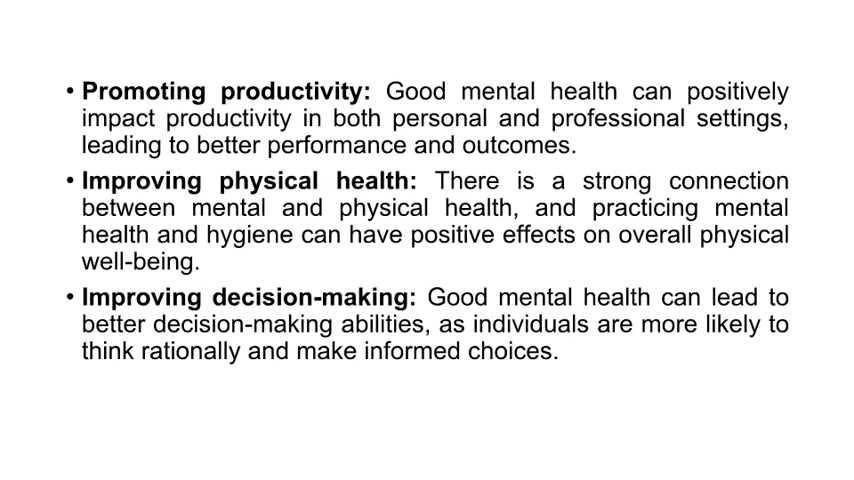 • Promoting productivity: Good mental health can positively
impact productivity in both personal and professional settings,
leading to better performance and outcomes.
• Improving physical health: There is a strong connection
between mental and physical health, and practicing mental
health and hygiene can have positive effects on overall physical
well-being.
• Improving decision-making: Good mental health can lead to
better decision-making abilities, as individuals are more likely to
think rationally and make informed choices.